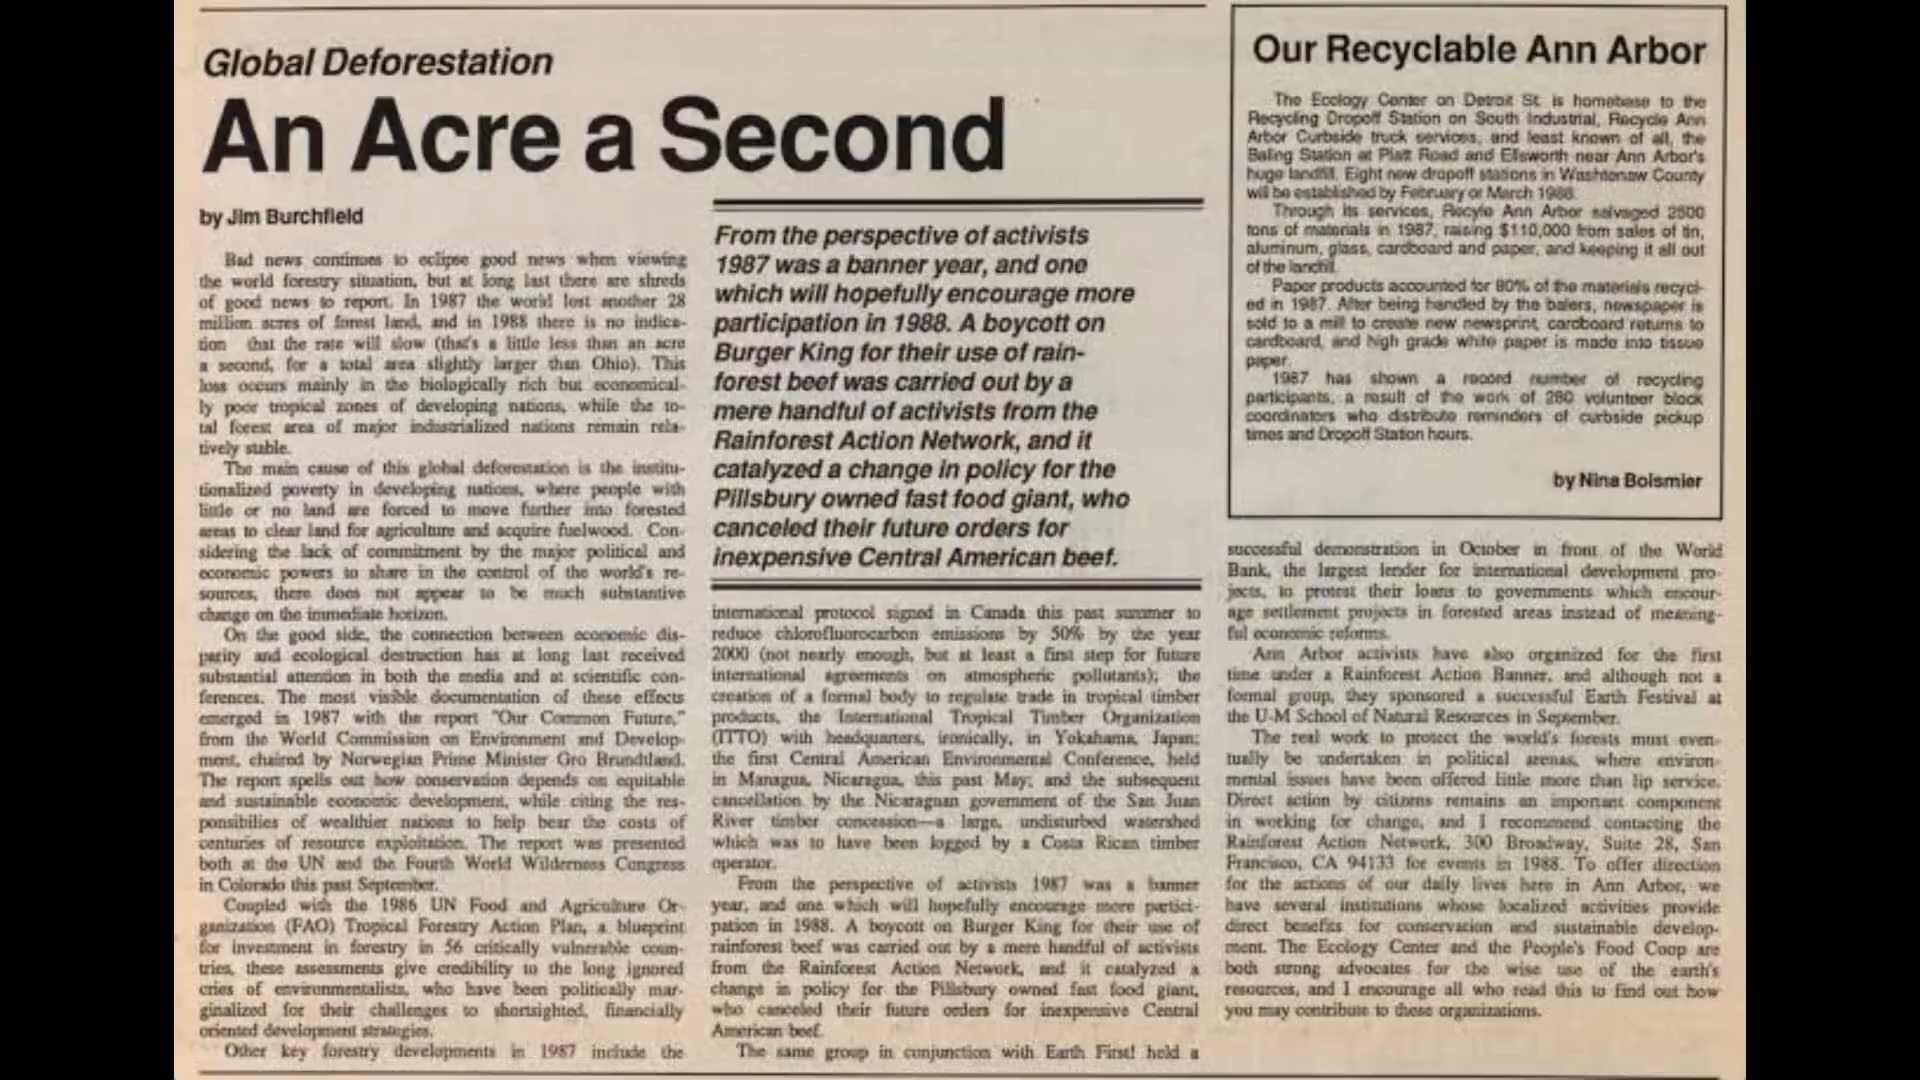 Global Deforestation
An Acre a Second
by Jim Burchfield
Bad news continues to eclipse good news when viewing
the world forestry situation, but at long last there are shreds
of good news to report. In 1987 the world lost another 28
million acres of forest land, and in 1988 there is no indica-
tion that the rate will slow (that's a little less than an acre
a second, for a total area slightly larger than Ohio). This
loss occurs mainly in the biologically rich but economical-
ly poor tropical zones of developing nations, while the to-
tal forest area of major industrialized nations remain rela-
tively stable.
The main cause of this global deforestation is the institu-
tionalized poverty in developing nations, where people with
little or no land are forced to move further into forested
areas to clear land for agriculture and acquire fuelwood. Con-
sidering the lack of commitment by the major political and
economic powers to share in the control of the world's re-
sources, there does not appear to be much substantive
change on the immediate horizon.
On the good side, the connection between economic dis-
parity and ecological destruction has at long last received
substantial attention in both the media and at scientific con-
ferences. The most visible documentation of these effects
emerged in 1987 with the report "Our Common Future,"
from the World Commission on Environment and Develop-
ment, chaired by Norwegian Prime Minister Gro Brundtland.
The report spells out how conservation depends on equitable
and sustainable economic development, while citing the res-
ponsibilies of wealthier nations to help bear the costs of
centuries of resource exploitation. The report was presented
both at the UN and the Fourth World Wilderness Congress
in Colorado this past September.
Coupled with the 1986 UN Food and Agriculture Or-
ganization (FAO) Tropical Forestry Action Plan, a blueprint
for investment in forestry in 56 critically vulnerable coun-
tries, these assessments give credibility to the long ignored
cries of environmentalists, who have been politically mar-
ginalized for their challenges to shortsighted, financially
oriented development strategies.
Other key forestry developments in 1987 include the
From the perspective of activists
1987 was a banner year, and one
which will hopefully encourage more
participation in 1988. A boycott on
Burger King for their use of rain-
forest beef was carried out by a
mere handful of activists from the
Rainforest Action Network, and it
catalyzed a change in policy for the
Pillsbury owned fast food giant, who
canceled their future orders for
inexpensive Central American beef.
international protocol signed in Canada this past summer to
reduce chlorofluorocarbon emissions by 50% by the year
2000 (not nearly enough, but at least a first step for future
international agreements on atmospheric pollutants); the
creation of a formal body to regulate trade in tropical timber
products, the International Tropical Timber Organization
(ITTO) with headquarters, ironically, in Yokahama, Japan;
the first Central American Environmental Conference, held
in Managua, Nicaragua, this past May; and the subsequent
cancellation by the Nicaraguan government of the San Juan
River timber concession—a large, undisturbed watershed
which was to have been logged by a Costa Rican timber
operator.
From the perspective of activists 1987 was a banner
year, and one which will hopefully encourage more partici-
pation in 1988. A boycott on Burger King for their use of
rainforest beef was carried out by a mere handful of activists
from the Rainforest Action Network, and it catalyzed a
change in policy for the Pillsbury owned fast food giant,
who canceled their future orders for inexpensive Central
American beef.
The same group in conjunction with Earth First! held a
Our Recyclable Ann Arbor
The Ecology Center on Detroit St. is homebase to the
Recycling Dropoff Station on South Industrial, Recycle Ann
Arbor Curbside truck services, and least known of all, the
Baling Station at Platt Road and Ellsworth near Ann Arbor's
huge landfill. Eight new dropoff stations in Washtenaw County
will be established by February or March 1988.
Through its services, Recyle Ann Arbor salvaged 2500
tons of materials in 1987, raising $110,000 from sales of tin,
aluminum, glass, cardboard and paper, and keeping it all out
of the landfill.
Paper products accounted for 80% of the materials recycl-
ed in 1987. After being handled by the balers, newspaper is
sold to a mill to create new newsprint, cardboard returns to
cardboard, and high grade white paper is made into tissue
paper.
1987 has shown a record number of recycling
participants, a result of the work of 280 volunteer block
coordinators who distribute reminders of curbside pickup
times and Dropoff Station hours.
by Nina Boismier
successful demonstration in October in front of the World
Bank, the largest lender for international development pro-
jects, to protest their loans to governments which encour-
age settlement projects in forested areas instead of meaning-
ful economic reforms.
Ann Arbor activists have also organized for the first
time under a Rainforest Action Banner, and although not a
formal group, they sponsored a successful Earth Festival at
the U-M School of Natural Resources in September.
The real work to protect the world's forests must even-
tually be undertaken in political arenas, where environ-
mental issues have been offered little more than lip service.
Direct action by citizens remains an important component
in working for change, and I recommend contacting the
Rainforest Action Network, 300 Broadway, Suite 28, San
Francisco, CA 94133 for events in 1988. To offer direction
for the actions of our daily lives here in Ann Arbor, we
have several institutions whose localized activities provide
direct benefits for conservation and sustainable develop-
ment. The Ecology Center and the People's Food Coop are
both strong advocates for the wise use of the earth's
resources, and I encourage all who read this to find out how
you may contribute to these organizations.